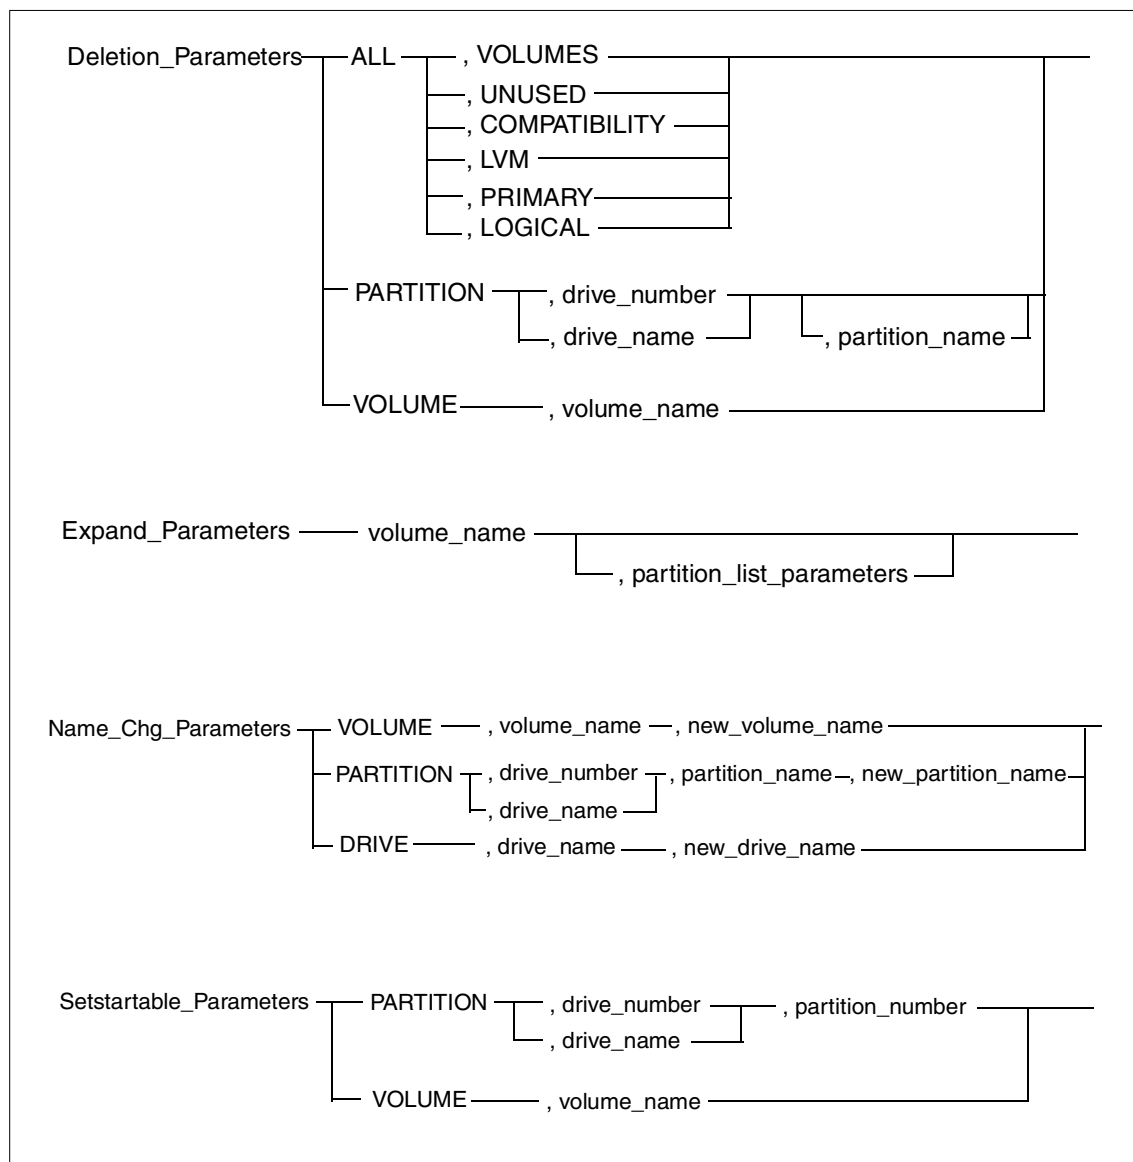 Deletion_Parameters ALL , VOLUMES
, UNUSED
, COMPATIBILITY
, LVM
, PRIMARY
, LOGICAL
PARTITION , drive_number
, drive_name , partition_name
VOLUME , volume_name
Expand_Parameters volume_name
, partition_list_parameters
Name_Chg_Parameters VOLUME , volume_name , new_volume_name
PARTITION , drive_number , partition_name , new_partition_name
, drive_name
DRIVE , drive_name , new_drive_name
Setstartable_Parameters PARTITION , drive_number , partition_number
, drive_name
VOLUME , volume_name